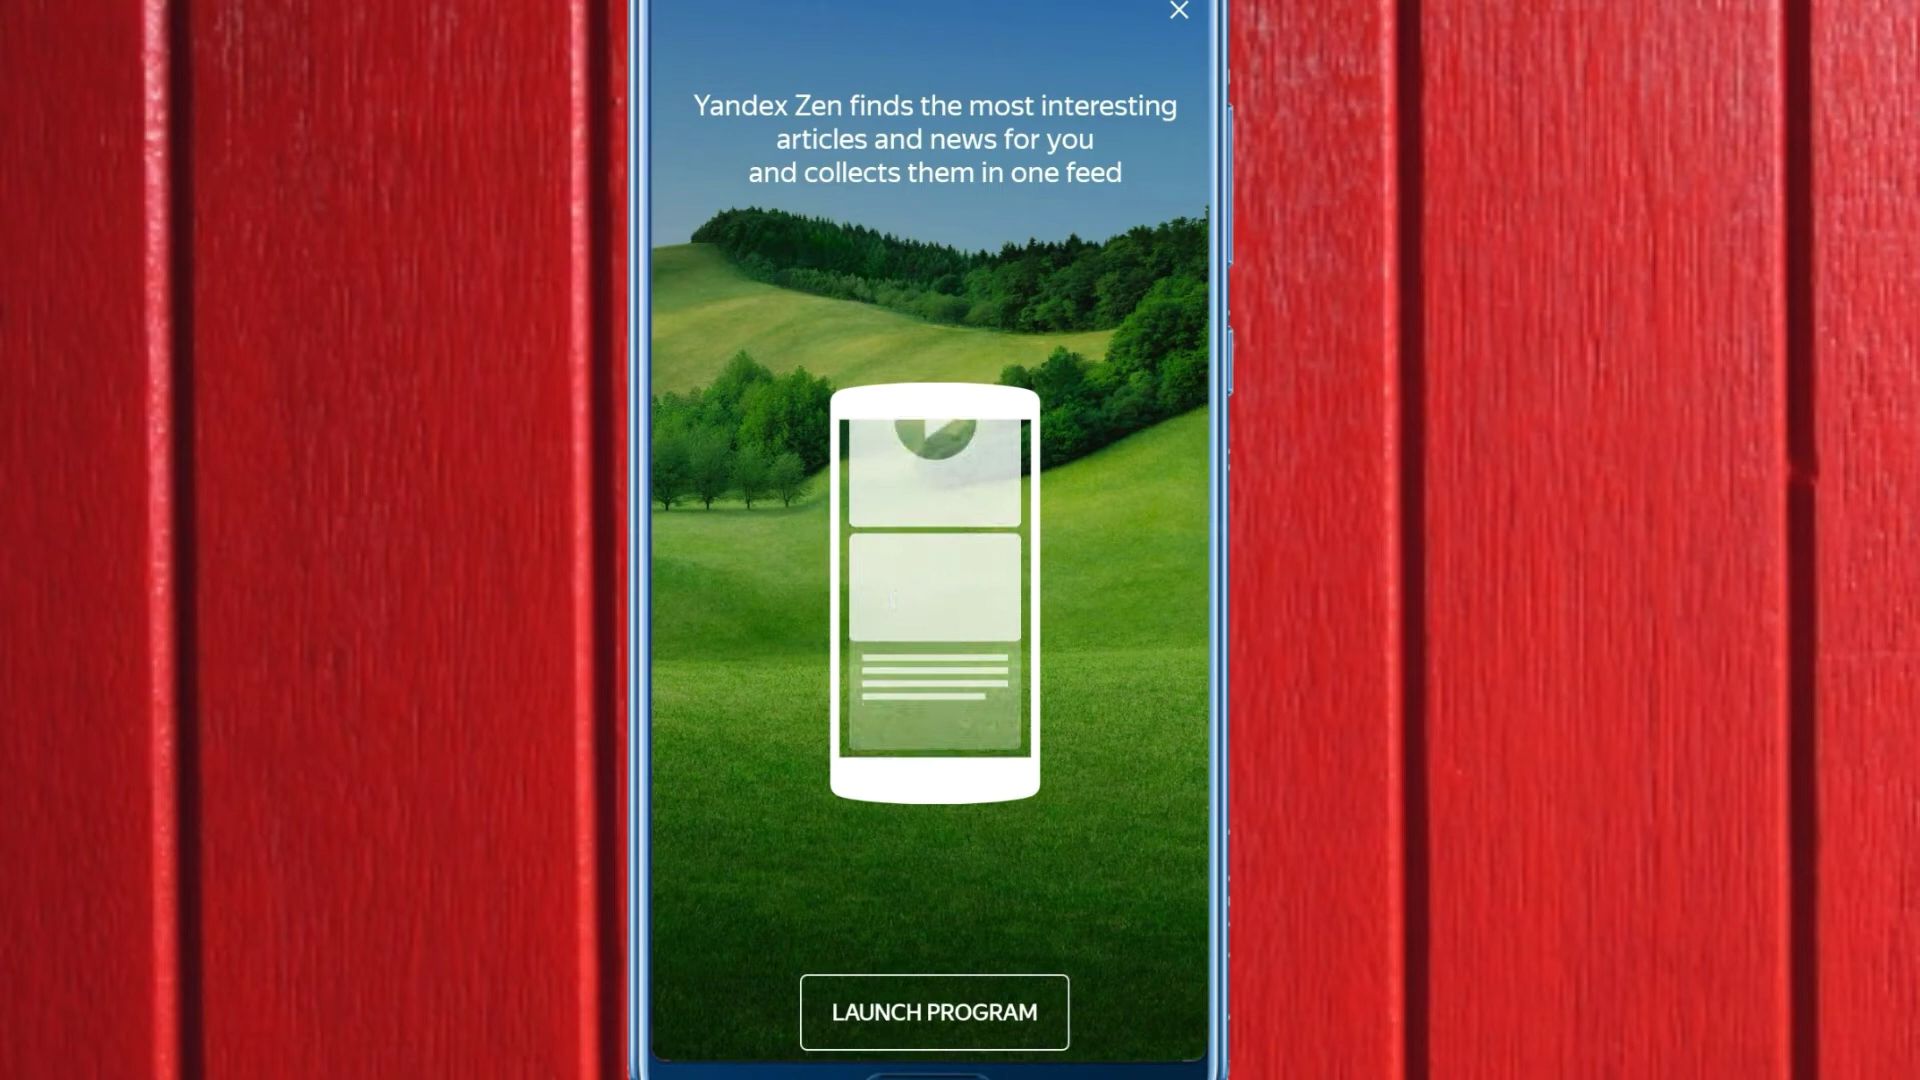 Yandex Zen finds the most interesting
articles and news for you
and collects them in one feed
LAUNCH PROGRAM